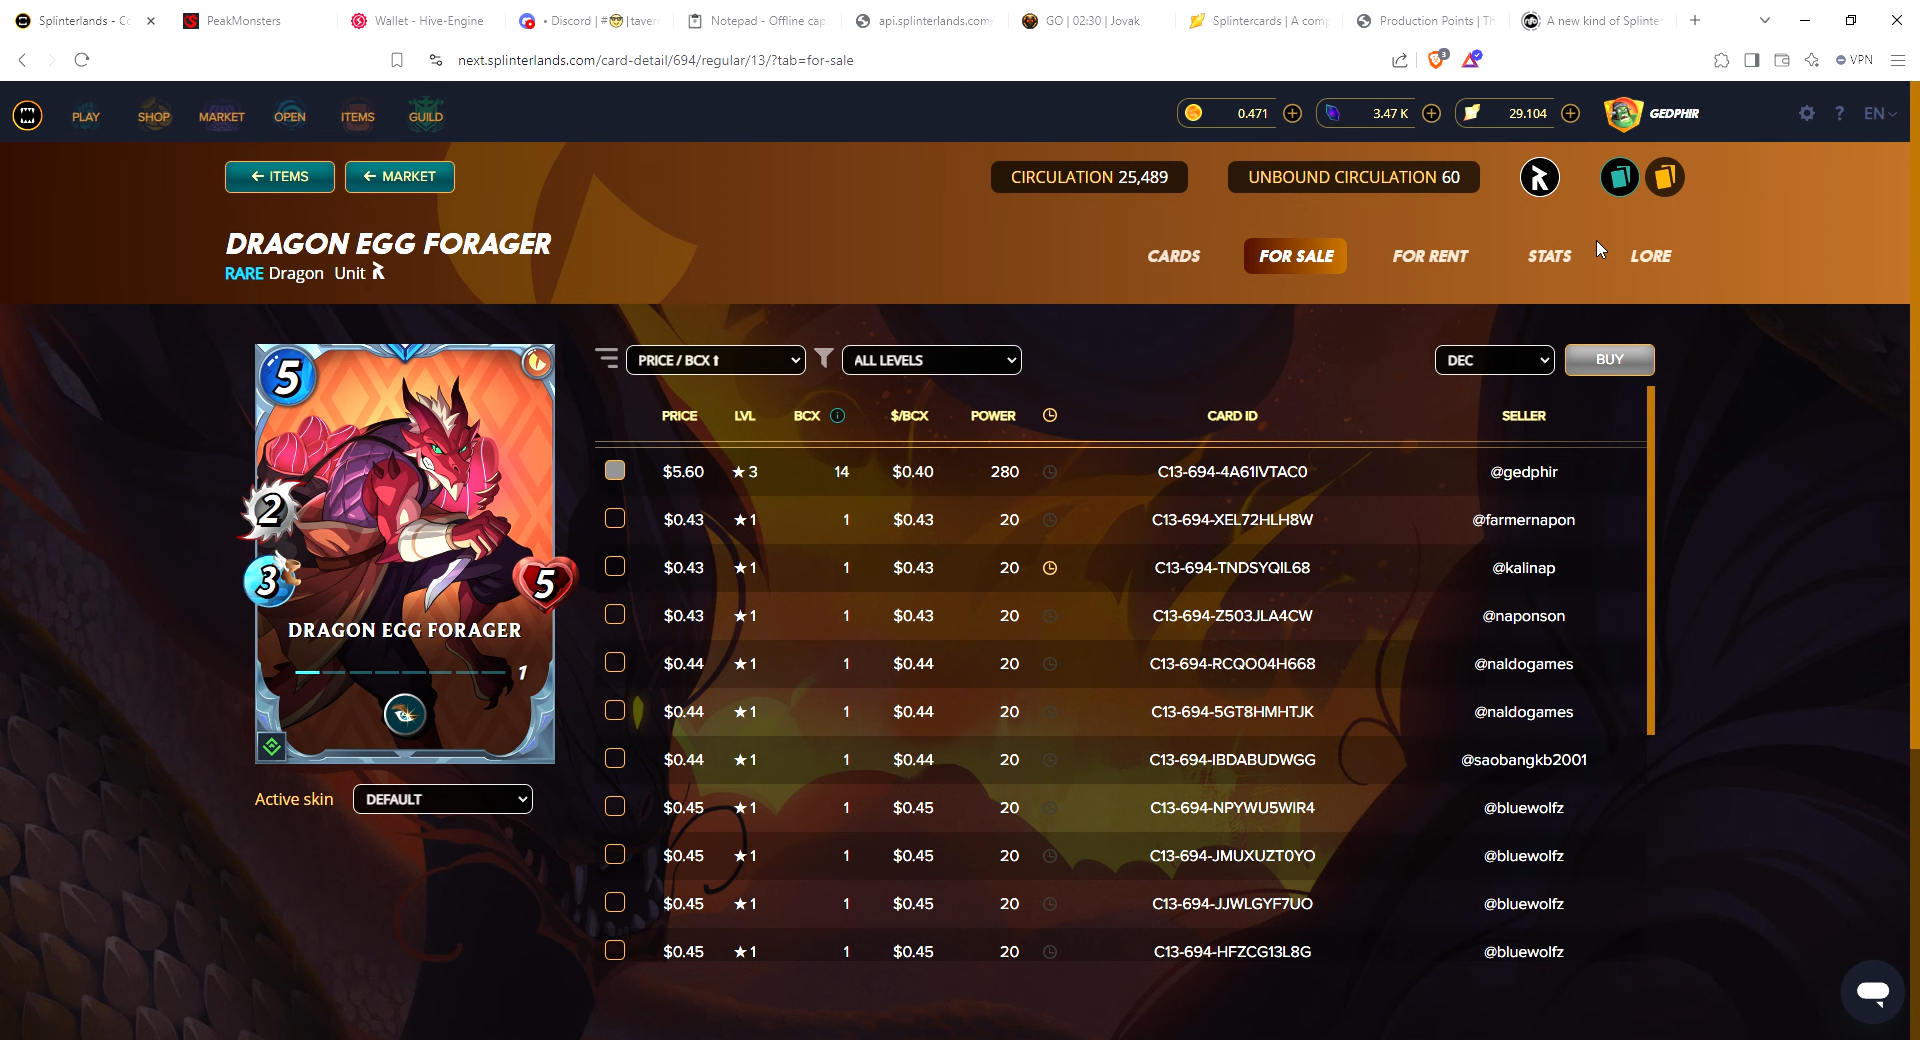 Splinterlands - Co
PeakMonsters
Wallet - Hive-Engine
• Discord | #😎|taver
Notepad - Offline cap
api.splinterlands.com/
GO | 02:30 | Jovak
Splintercards | A comp
Production Points | Th
A new kind of Splinte
next.splinterlands.com/card-detail/694/regular/13/?tab=for-sale
3
VPN
PLAY
SHOP
MARKET
OPEN
ITEMS
GUILD
0.471
3.47 K
29.104
GEDPHIR
?
EN
← ITEMS
← MARKET
CIRCULATION 25,489
UNBOUND CIRCULATION 60
DRAGON EGG FORAGER
RARE Dragon Unit
CARDS
FOR SALE
FOR RENT
STATS
LORE
5
2
3
5
DRAGON EGG FORAGER
1
Active skin
DEFAULT
PRICE / BCX ⬆
ALL LEVELS
DEC
BUY
PRICE LVL BCX $/BCX POWER CARD ID SELLER
$5.60 ★ 3 14 $0.40 280 C13-694-4A61IVTAC0 @gedphir
$0.43 ★ 1 1 $0.43 20 C13-694-XEL72HLH8W @farmernapon
$0.43 ★ 1 1 $0.43 20 C13-694-TNDSYQIL68 @kalinap
$0.43 ★ 1 1 $0.43 20 C13-694-Z503JLA4CW @naponson
$0.44 ★ 1 1 $0.44 20 C13-694-RCQO04H668 @naldogames
$0.44 ★ 1 1 $0.44 20 C13-694-5GT8HMHTJK @naldogames
$0.44 ★ 1 1 $0.44 20 C13-694-IBDABUDWGG @saobangkb2001
$0.45 ★ 1 1 $0.45 20 C13-694-NPYWU5WIR4 @bluewolfz
$0.45 ★ 1 1 $0.45 20 C13-694-JMUXUZT0YO @bluewolfz
$0.45 ★ 1 1 $0.45 20 C13-694-JJWLGYF7UO @bluewolfz
$0.45 ★ 1 1 $0.45 20 C13-694-HFZCG13L8G @bluewolfz